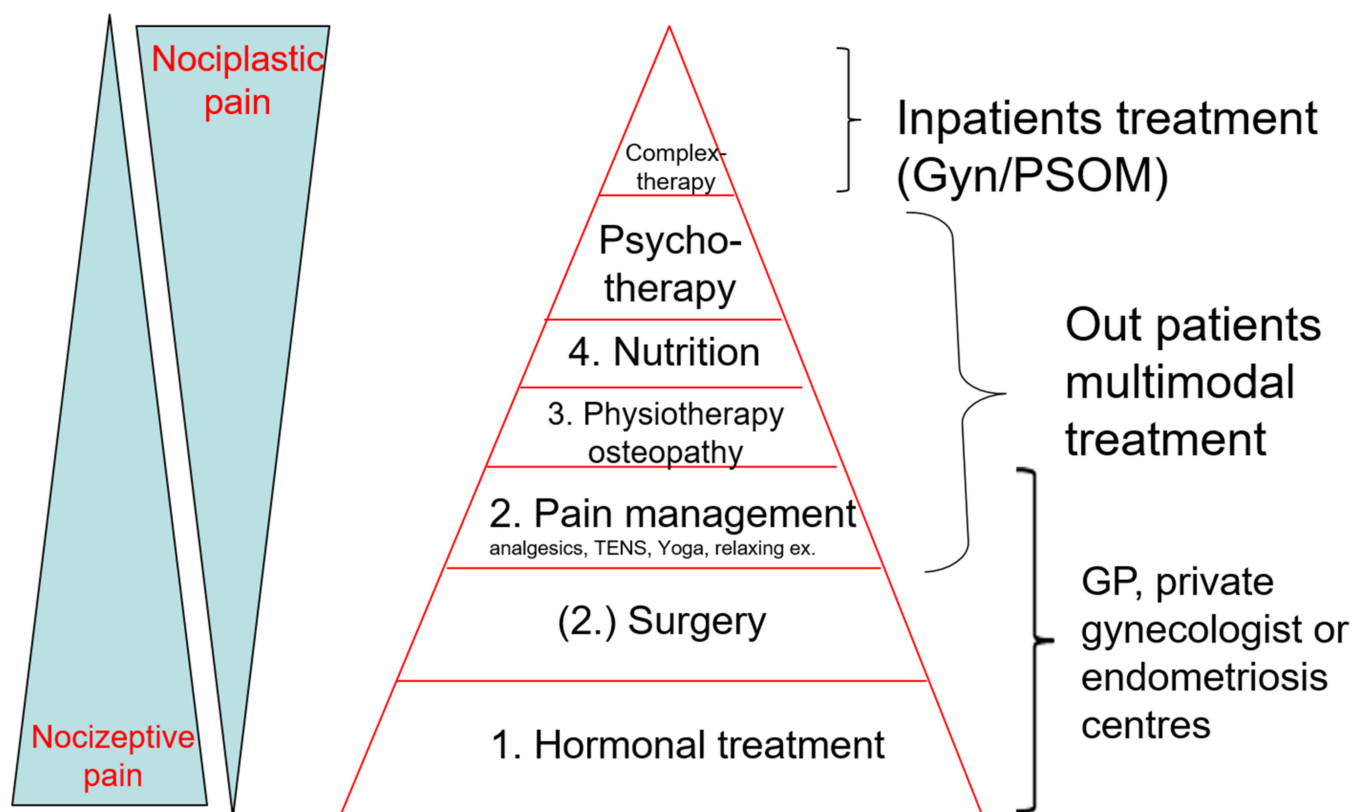 Nociplastic
pain
Nocizeptive
pain
Complex-
therapy
Psycho-
therapy
4. Nutrition
3. Physiotherapy
osteopathy
2. Pain management
analgesics, TENS, Yoga, relaxing ex.
(2.) Surgery
1. Hormonal treatment
Inpatients treatment
(Gyn/PSOM)
Out patients
multimodal
treatment
GP, private
gynecologist or
endometriosis
centres